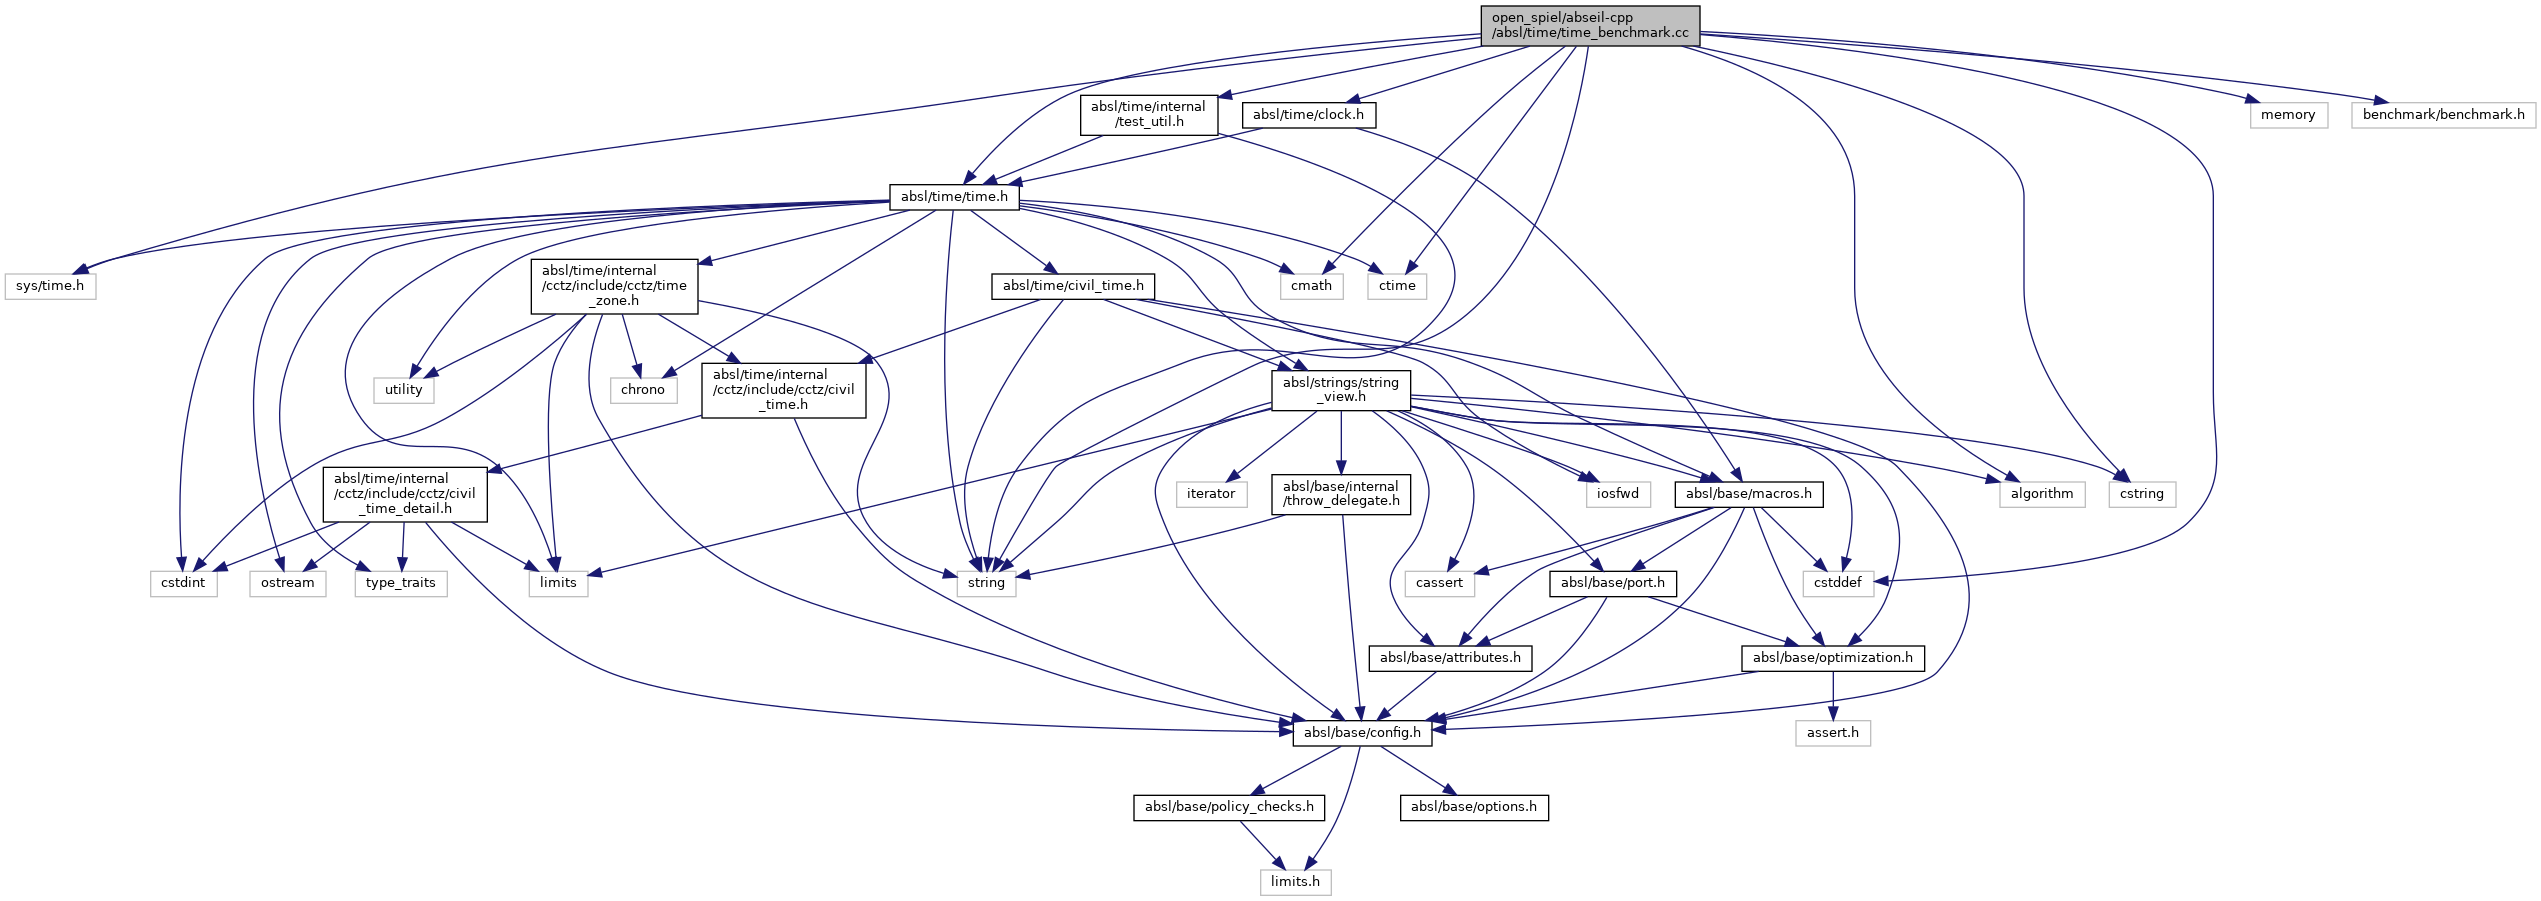 open_spiel/abseil-cpp
/absl/time/time_benchmark.cc
absl/time/internal
/test_util.h
absl/time/clock.h
memory
benchmark/benchmark.h
absl/time/time.h
sys/time.h
absl/time/internal
/cctz/include/cctz/time
_zone.h
absl/time/civil_time.h
cmath
ctime
utility
chrono
absl/time/internal
/cctz/include/cctz/civil
_time.h
absl/strings/string
_view.h
absl/time/internal
/cctz/include/cctz/civil
_time_detail.h
iterator
absl/base/internal
/throw_delegate.h
iosfwd
absl/base/macros.h
algorithm
cstring
cstdint
ostream
type_traits
limits
string
cassert
absl/base/port.h
cstddef
absl/base/attributes.h
absl/base/optimization.h
absl/base/config.h
assert.h
absl/base/policy_checks.h
absl/base/options.h
limits.h